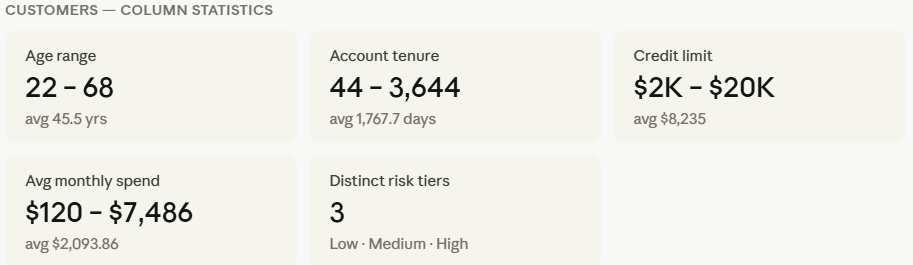 CUSTOMERS — COLUMN STATISTICS
Age range
22 – 68
avg 45.5 yrs
Account tenure
44 – 3,644
avg 1,767.7 days
Credit limit
$2K – $20K
avg $8,235
Avg monthly spend
$120 – $7,486
avg $2,093.86
Distinct risk tiers
3
Low · Medium · High